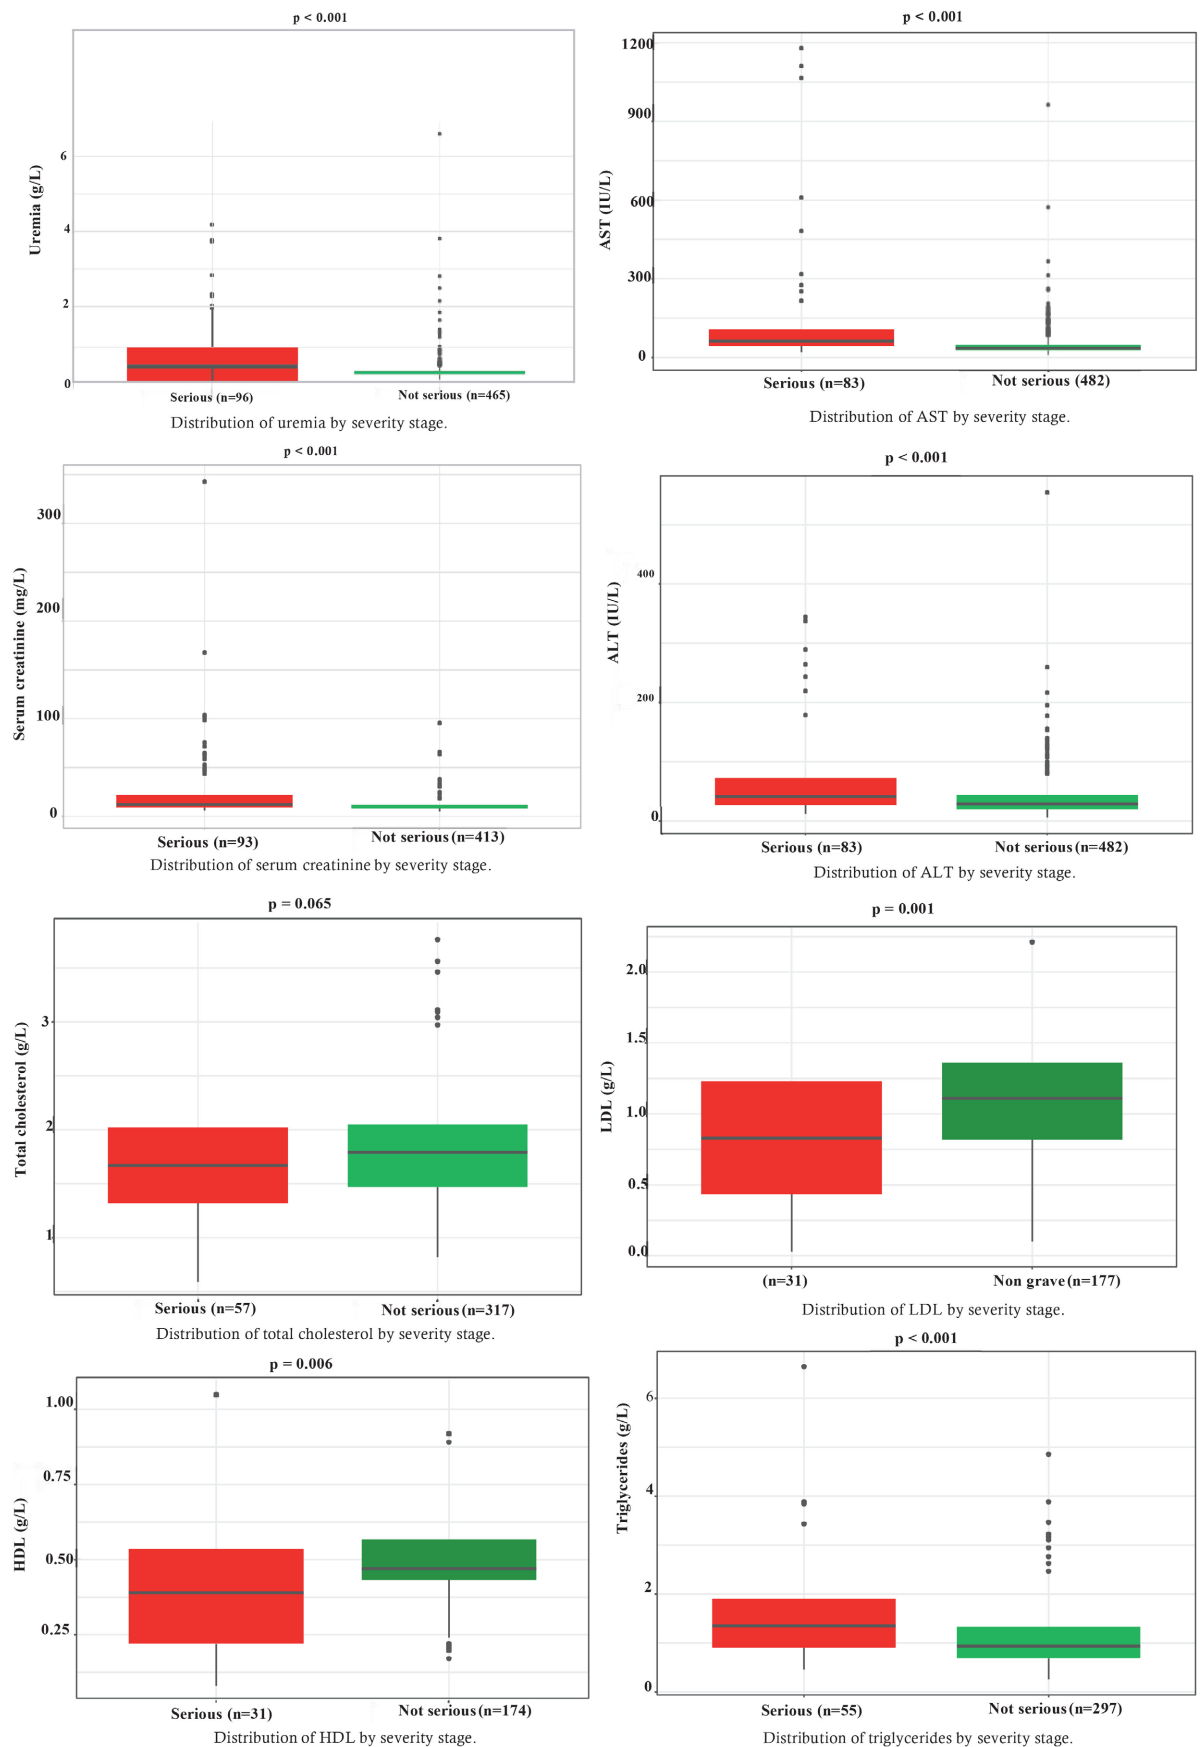 p < 0.001
Uremia (g/L)
6
4
2
0
Serious (n=96)
Not serious (n=465)
Distribution of uremia by severity stage.
p < 0.001
AST (IU/L)
1200
900
600
300
0
Serious (n=83)
Not serious (482)
Distribution of AST by severity stage.
p < 0.001
Serum creatinine (mg/L)
300
200
100
0
Serious (n=93)
Not serious (n=413)
Distribution of serum creatinine by severity stage.
p < 0.001
ALT (IU/L)
400
200
0
Serious (n=83)
Not serious (n=482)
Distribution of ALT by severity stage.
p = 0.065
Total cholesterol (g/L)
3
2
1
Serious (n=57)
Not serious (n=317)
Distribution of total cholesterol by severity stage.
p = 0.001
LDL (g/L)
2.0
1.5
1.0
0.5
0.0
(n=31)
Non grave (n=177)
Distribution of LDL by severity stage.
p = 0.006
HDL (g/L)
1.00
0.75
0.50
0.25
Serious (n=31)
Not serious (n=174)
Distribution of HDL by severity stage.
p < 0.001
Triglycerides (g/L)
6
4
2
0
Serious (n=55)
Not serious (n=297)
Distribution of triglycerides by severity stage.